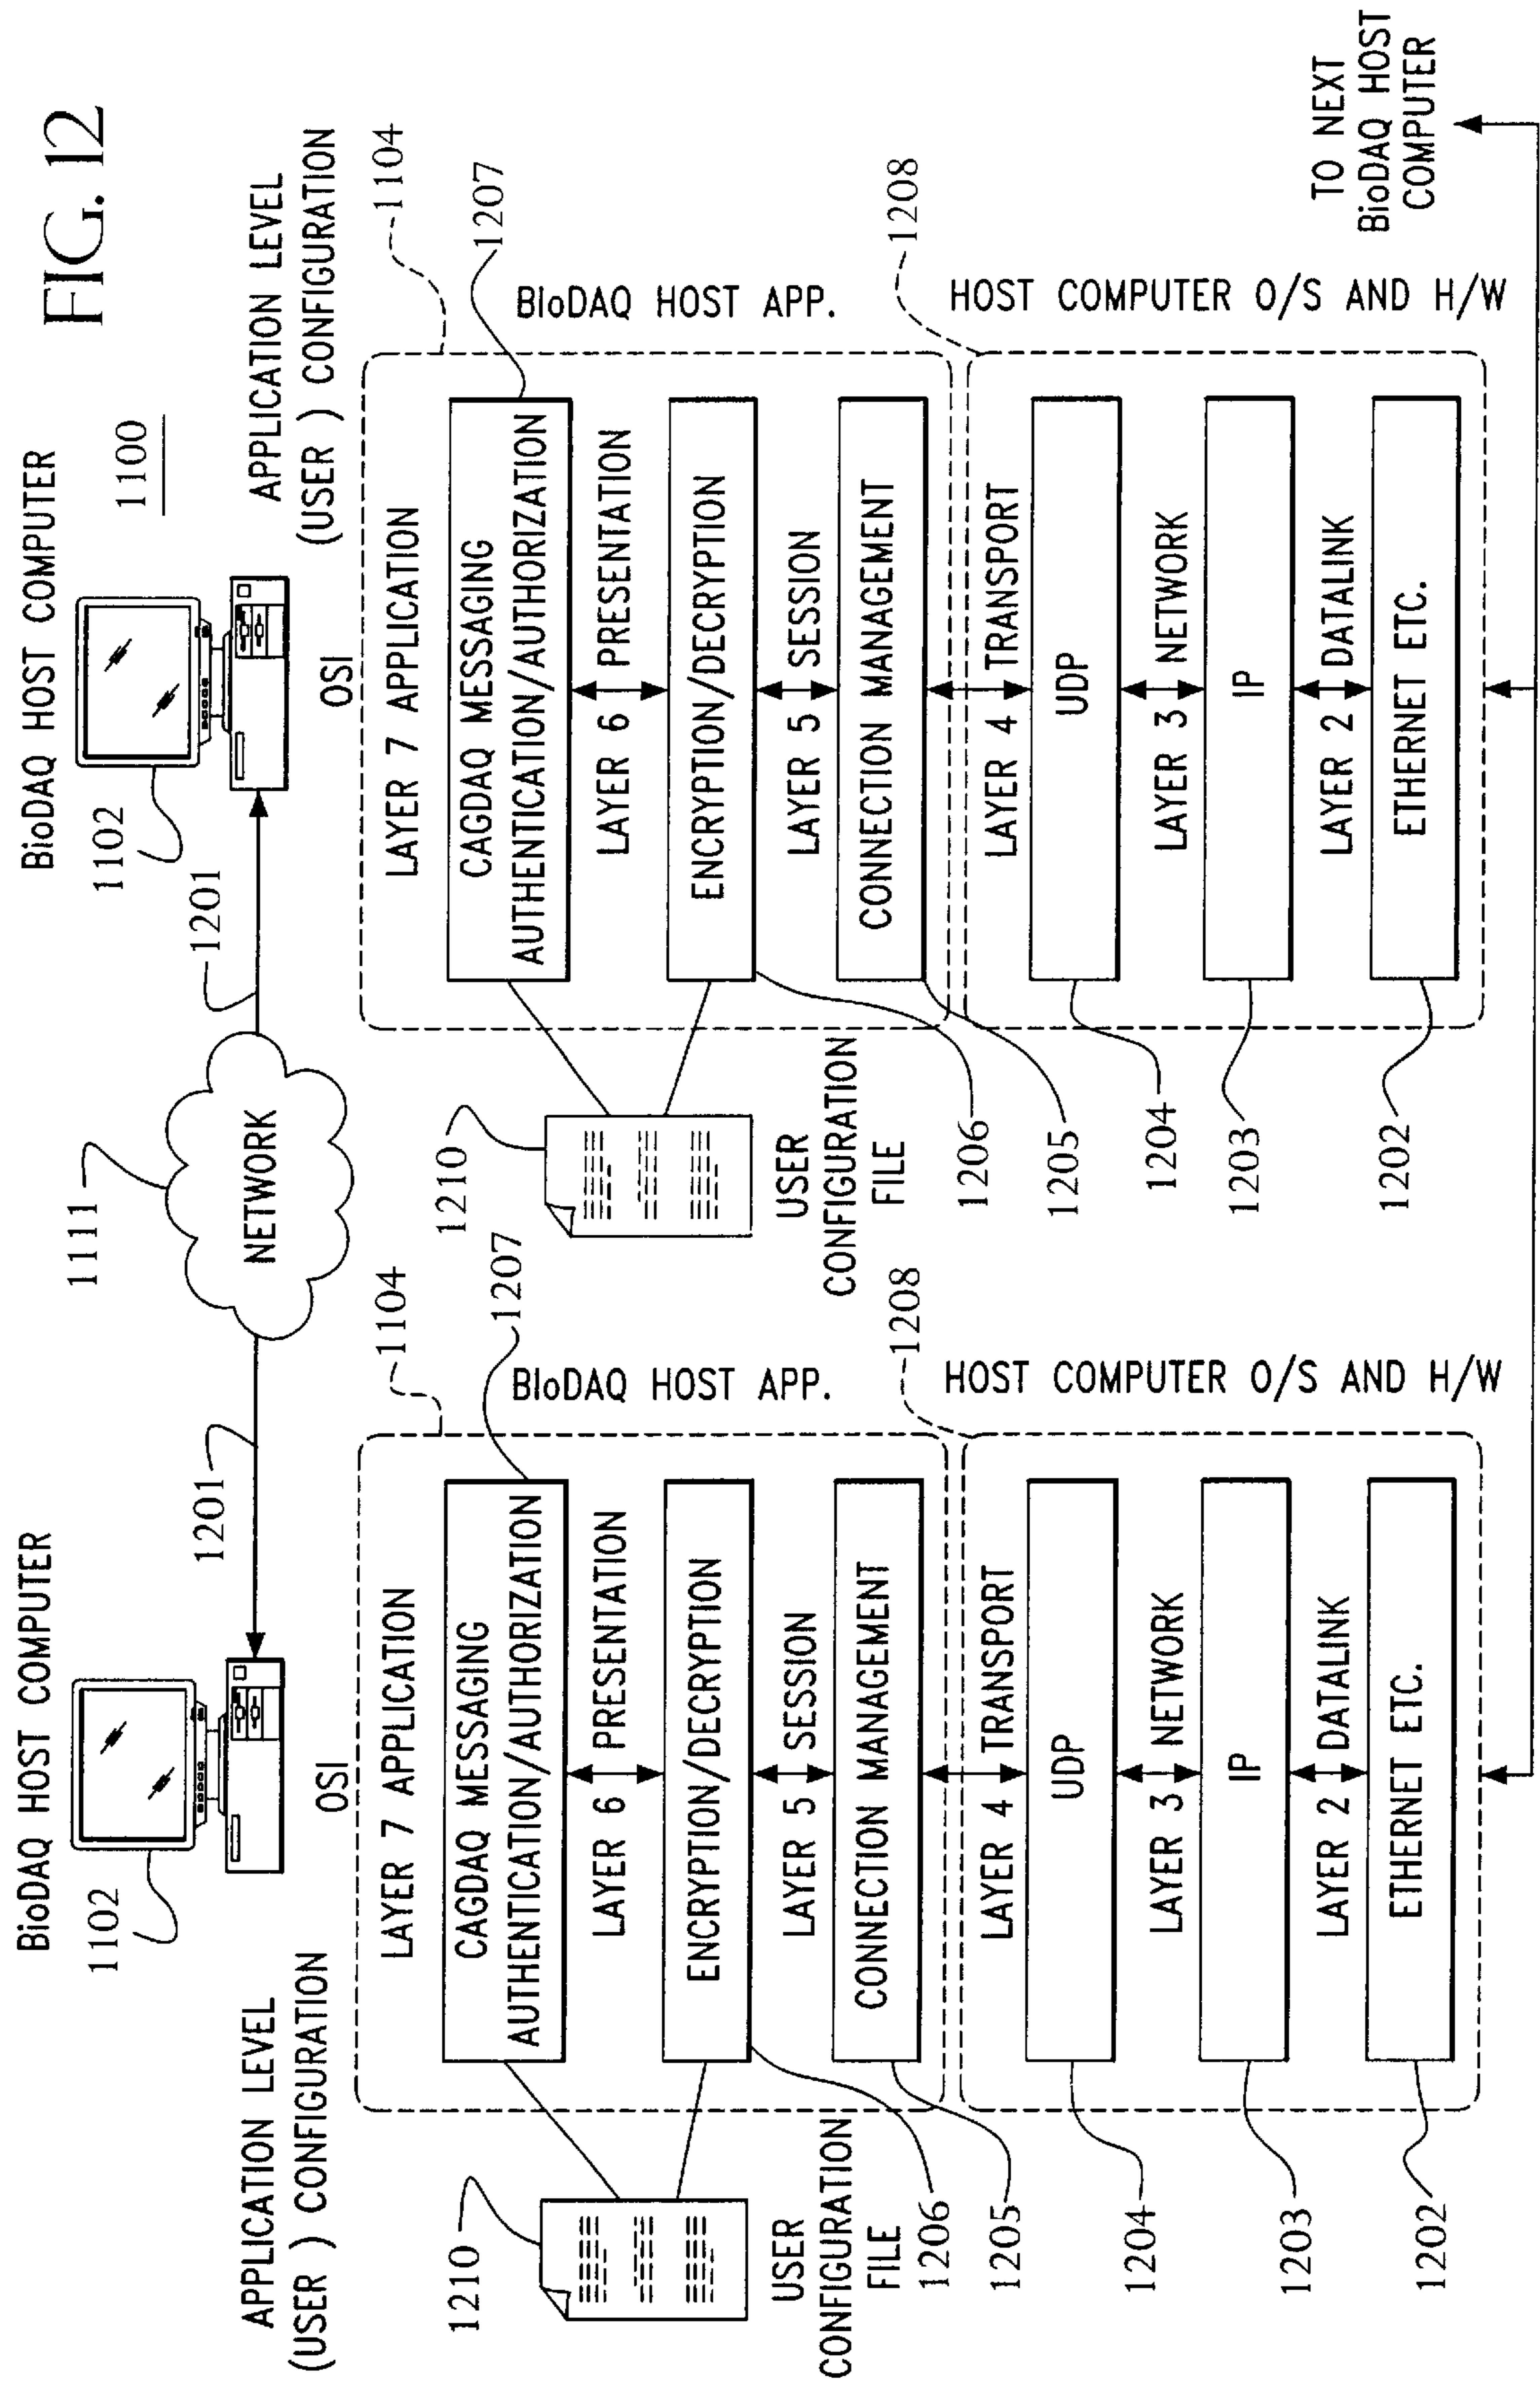 FIG. 12
BioDAQ HOST COMPUTER
1102
1201
1111
NETWORK
1201
BioDAQ HOST COMPUTER
1102
1100
APPLICATION LEVEL
(USER ) CONFIGURATION
OSI
1104
LAYER 7 APPLICATION
1207
CAGDAQ MESSAGING
AUTHENTICATION/AUTHORIZATION
BIoDAQ HOST APP.
LAYER 6 PRESENTATION
1210
ENCRYPTION/DECRYPTION
USER
CONFIGURATION
FILE
LAYER 5 SESSION
1206
CONNECTION MANAGEMENT
1205
1208
HOST COMPUTER O/S AND H/W
LAYER 4 TRANSPORT
UDP
1204
LAYER 3 NETWORK
IP
1203
LAYER 2 DATALINK
ETHERNET ETC.
1202
APPLICATION LEVEL
(USER ) CONFIGURATION
OSI
1104
LAYER 7 APPLICATION
1207
CAGDAQ MESSAGING
AUTHENTICATION/AUTHORIZATION
BIoDAQ HOST APP.
LAYER 6 PRESENTATION
1210
ENCRYPTION/DECRYPTION
USER
CONFIGURATION
FILE
LAYER 5 SESSION
1206
CONNECTION MANAGEMENT
1205
1208
HOST COMPUTER O/S AND H/W
LAYER 4 TRANSPORT
UDP
1204
LAYER 3 NETWORK
IP
1203
LAYER 2 DATALINK
ETHERNET ETC.
1202
TO NEXT
BioDAQ HOST
COMPUTER